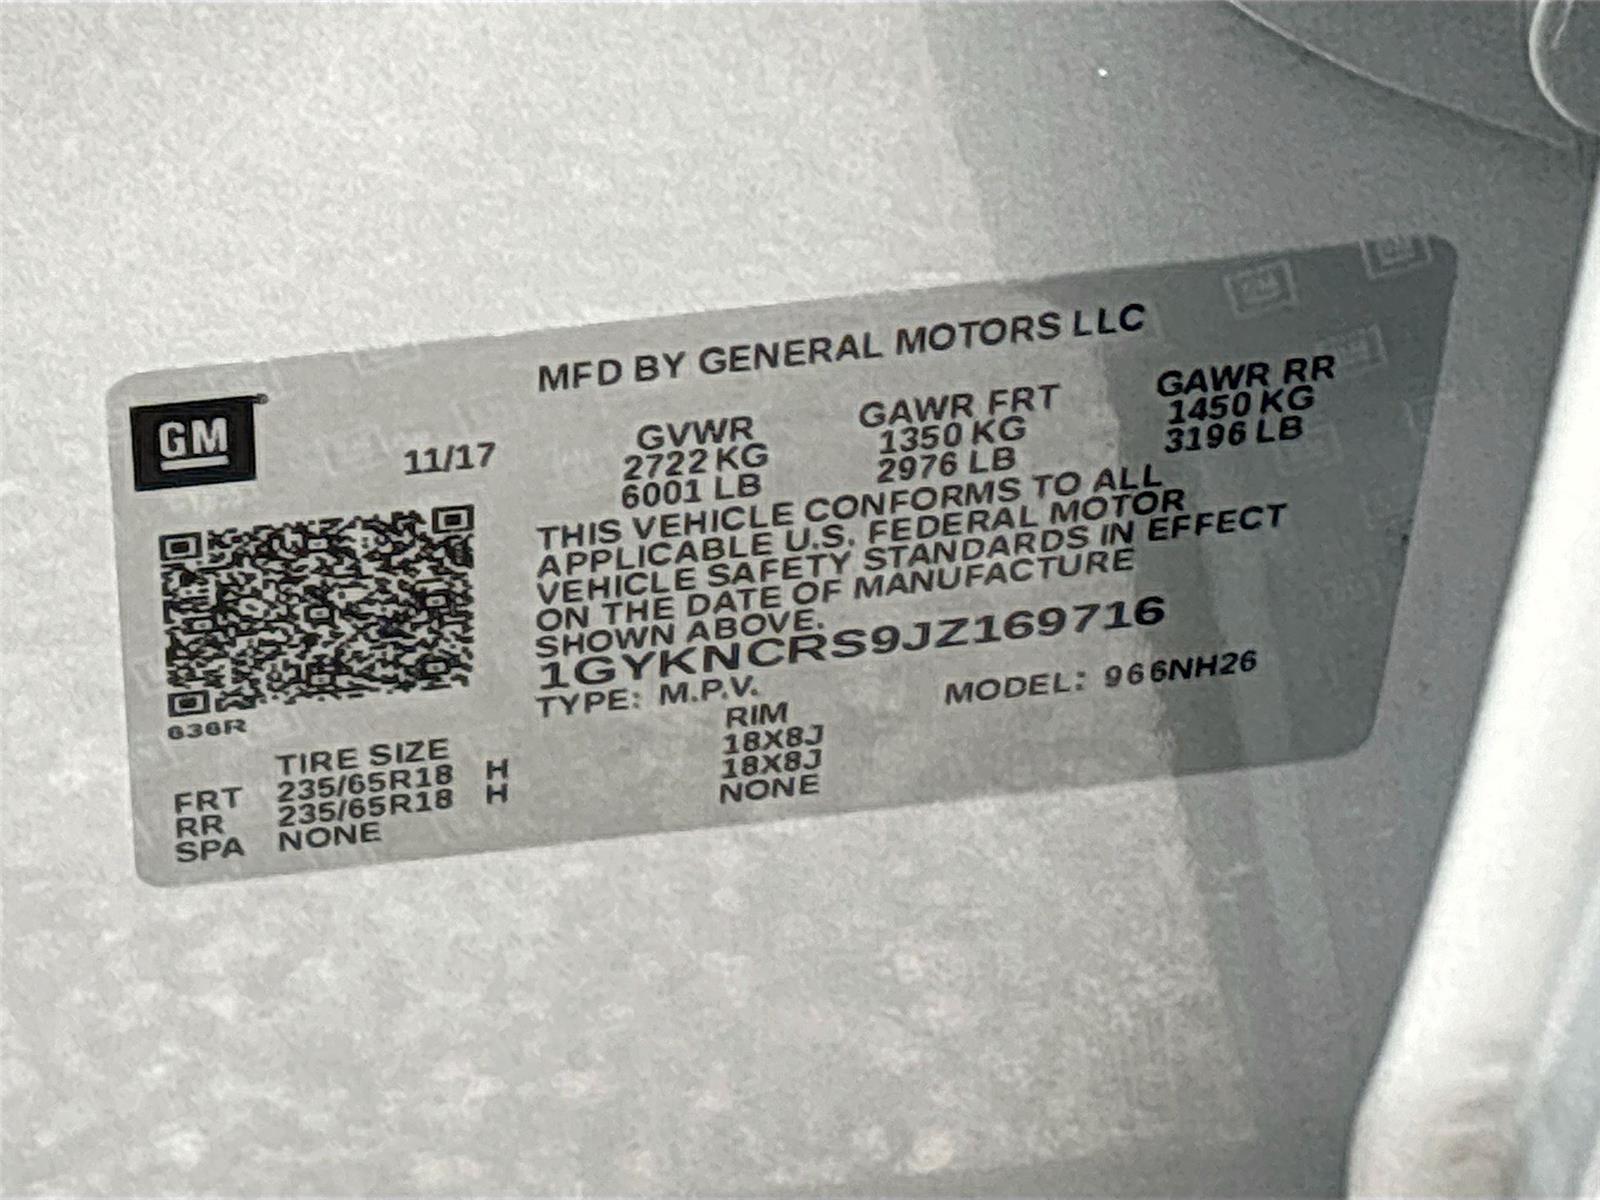 MFD BY GENERAL MOTORS LLC
GM
11/17
GVWR GAWR FRT GAWR RR
2722 KG 1350 KG 1450 KG
6001 LB 2976 LB 3196 LB
THIS VEHICLE CONFORMS TO ALL
APPLICABLE U.S. FEDERAL MOTOR
VEHICLE SAFETY STANDARDS IN EFFECT
ON THE DATE OF MANUFACTURE
SHOWN ABOVE.
1GYKNCRS9JZ169716
TYPE: M.P.V. MODEL: 966NH26
636R
TIRE SIZE RIM
FRT 235/65R18 H 18X8J
RR 235/65R18 H 18X8J
SPA NONE NONE